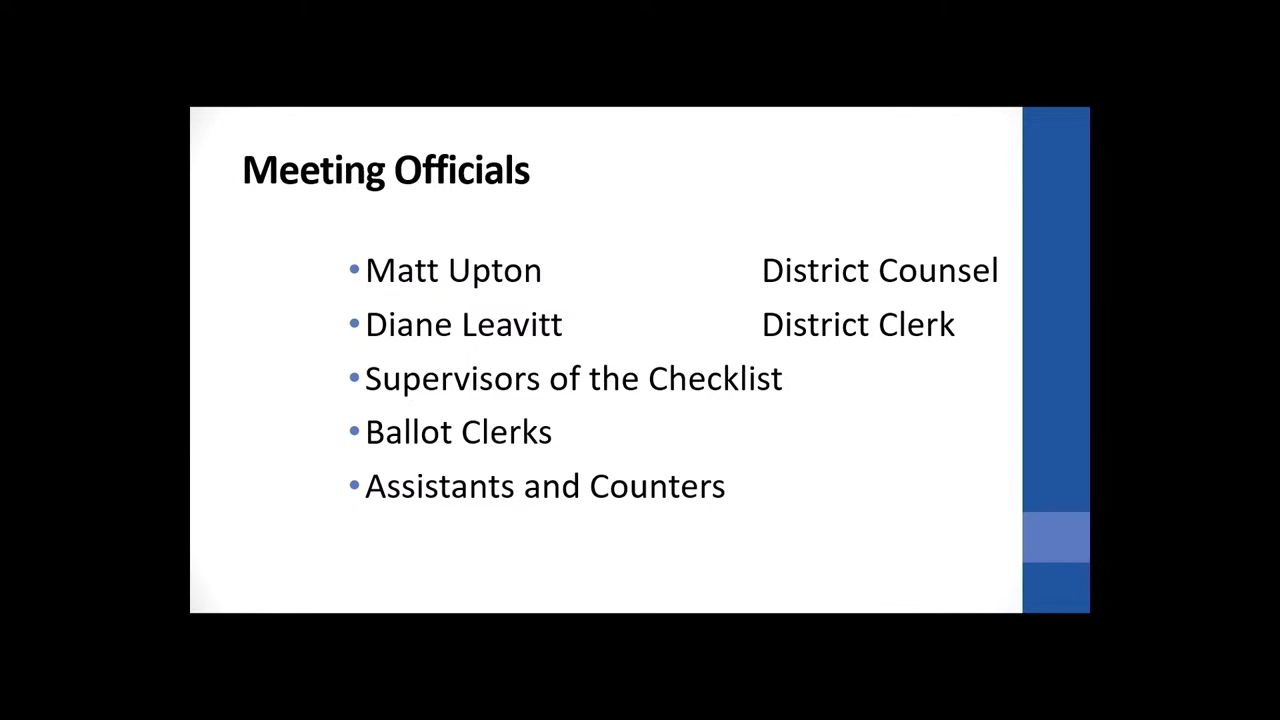 Meeting Officials
• Matt Upton District Counsel
• Diane Leavitt District Clerk
• Supervisors of the Checklist
• Ballot Clerks
• Assistants and Counters